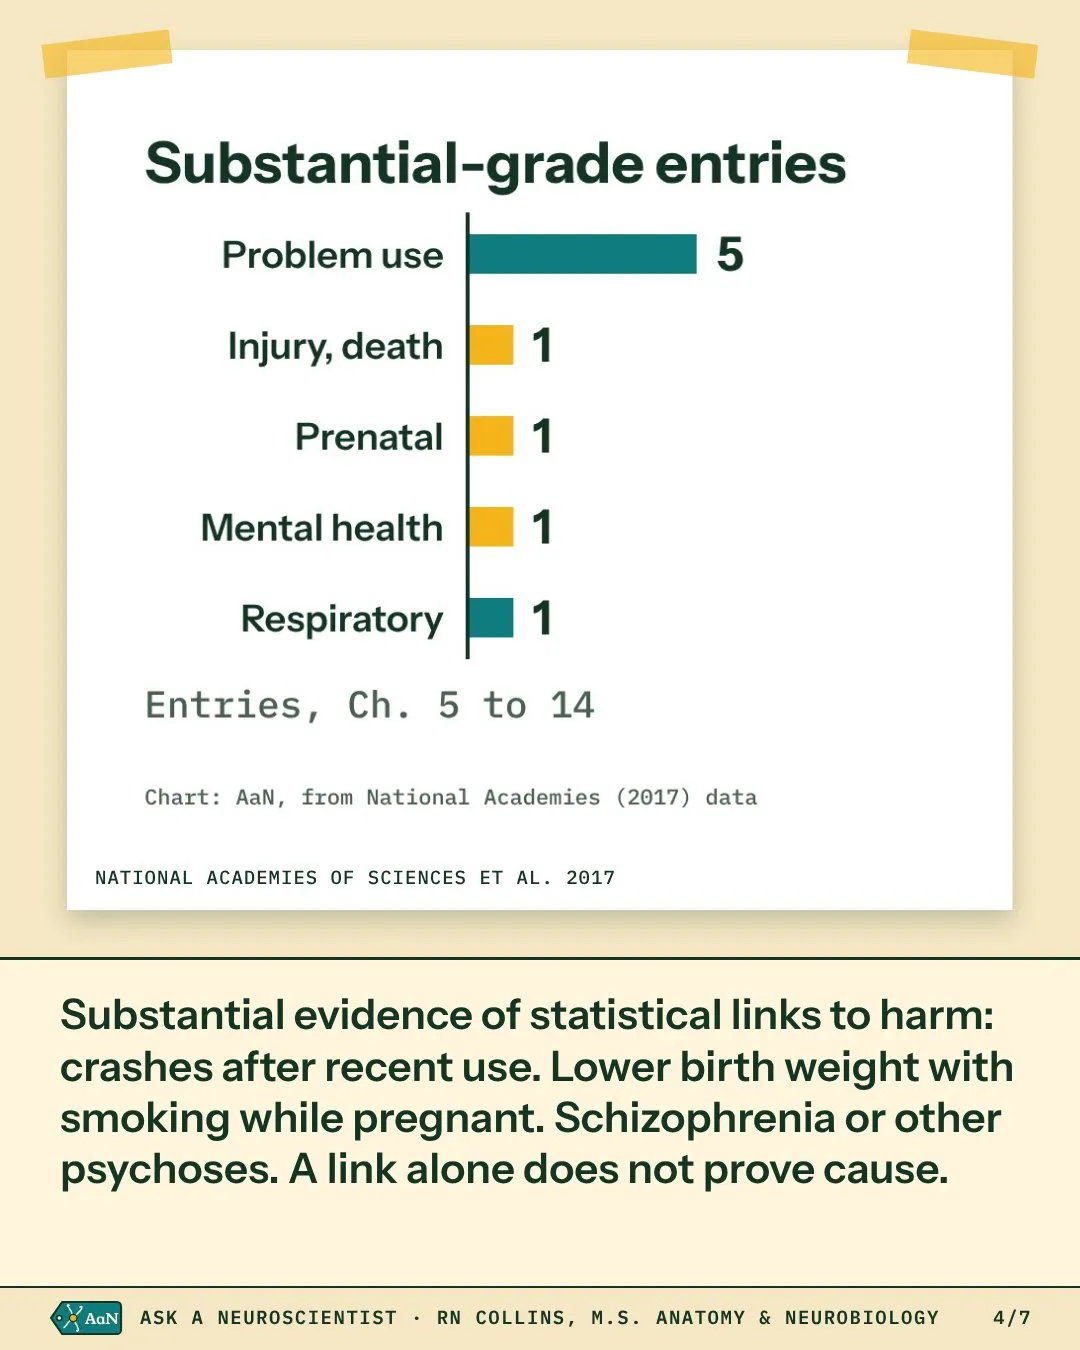 Substantial-grade entries
Problem use 5
Injury, death 1
Prenatal 1
Mental health 1
Respiratory 1
Entries, Ch. 5 to 14
Chart: AaN, from National Academies (2017) data
NATIONAL ACADEMIES OF SCIENCES ET AL. 2017
Substantial evidence of statistical links to harm:
crashes after recent use. Lower birth weight with
smoking while pregnant. Schizophrenia or other
psychoses. A link alone does not prove cause.
AaN ASK A NEUROSCIENTIST · RN COLLINS, M.S. ANATOMY & NEUROBIOLOGY 4/7